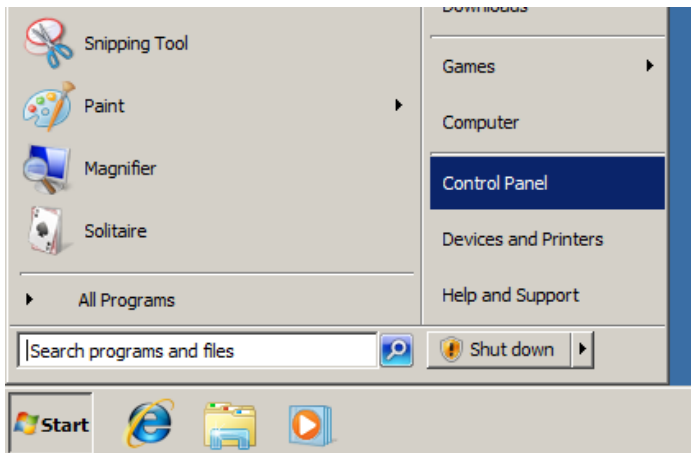 Downloads
Snipping Tool
Games
Paint
Computer
Magnifier
Control Panel
Solitaire
Devices and Printers
All Programs
Help and Support
Search programs and files
Shut down
Start